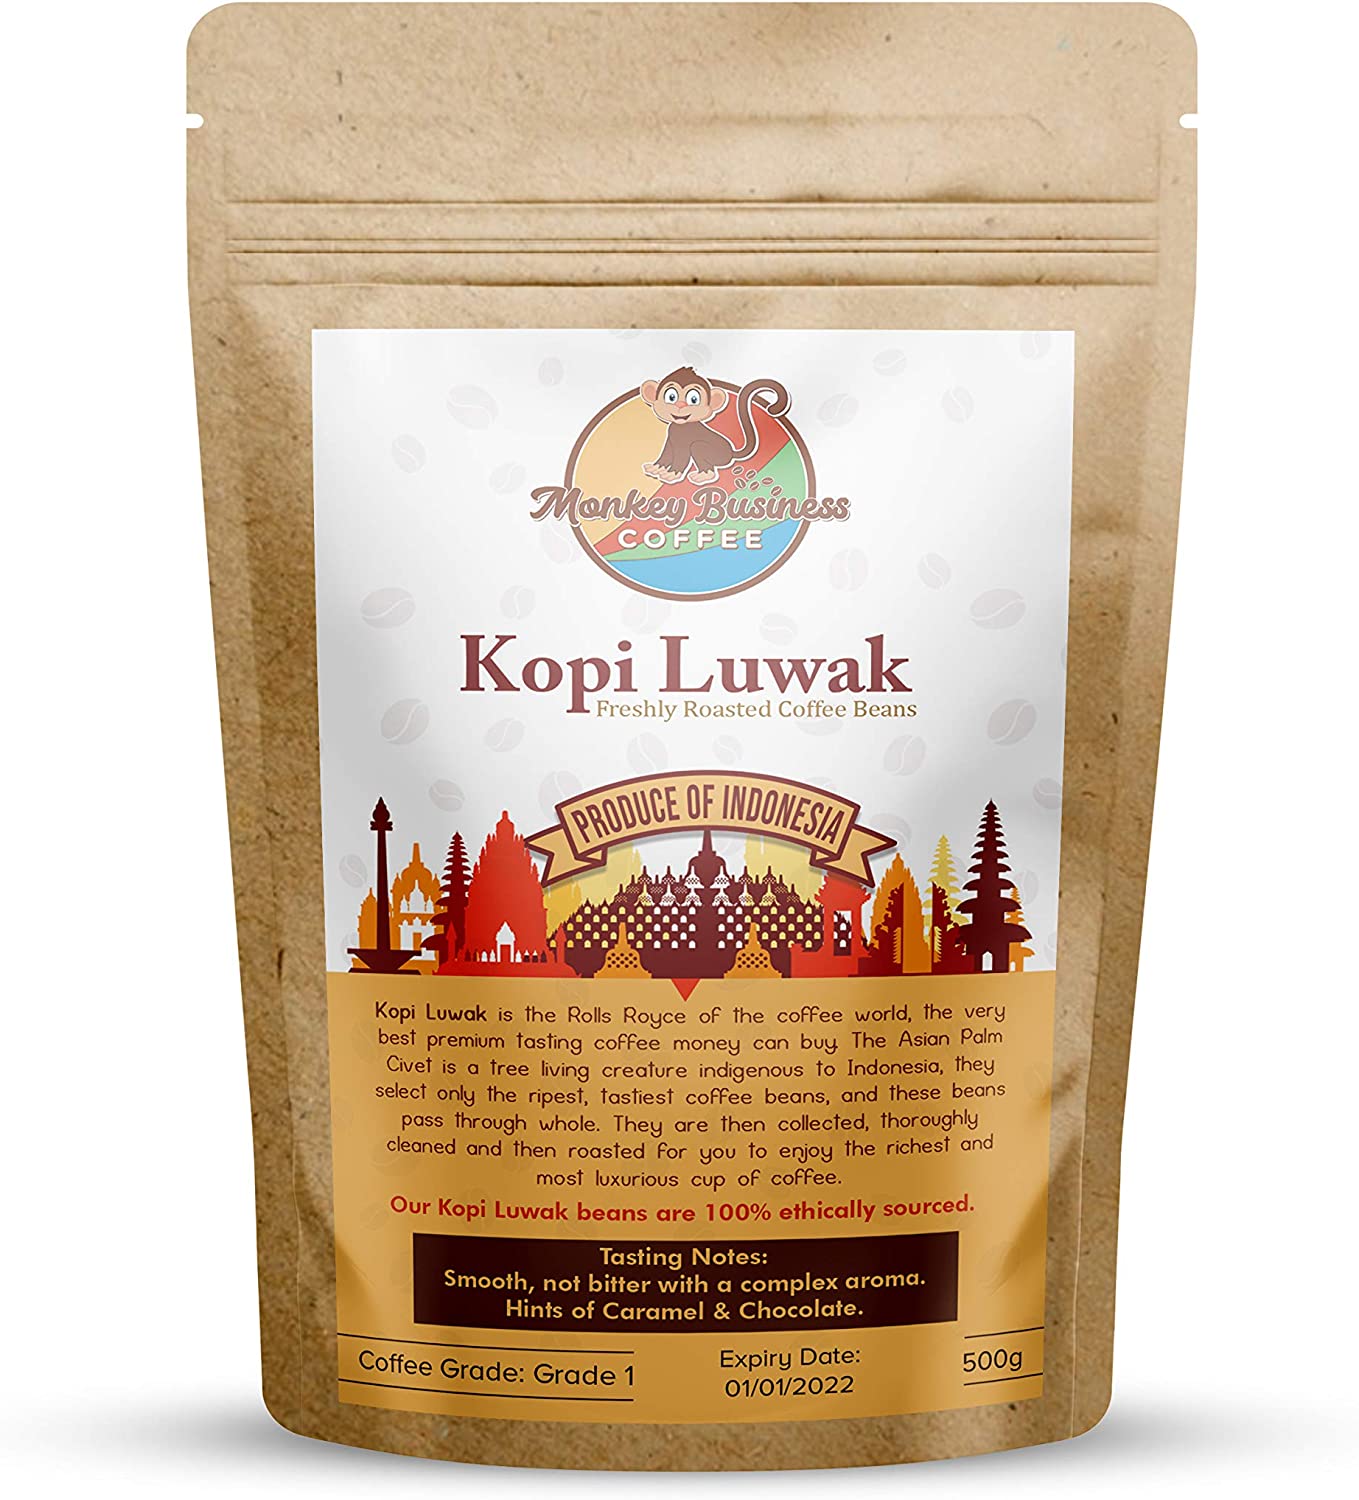 Monkey Business
COFFEE
Kopi Luwak
Freshly Roasted Coffee Beans
PRODUCE OF INDONESIA
Kopi Luwak is the Rolls Royce of the coffee world, the very
best premium tasting coffee money can buy. The Asian Palm
Civet is a tree living creature indigenous to Indonesia, they
select only the ripest, tastiest coffee beans, and these beans
pass through whole. They are then collected, thoroughly
cleaned and then roasted for you to enjoy the richest and
most luxurious cup of coffee.
Our Kopi Luwak beans are 100% ethically sourced.
Tasting Notes:
Smooth, not bitter with a complex aroma.
Hints of Caramel & Chocolate.
Coffee Grade: Grade 1
Expiry Date:
01/01/2022
500g